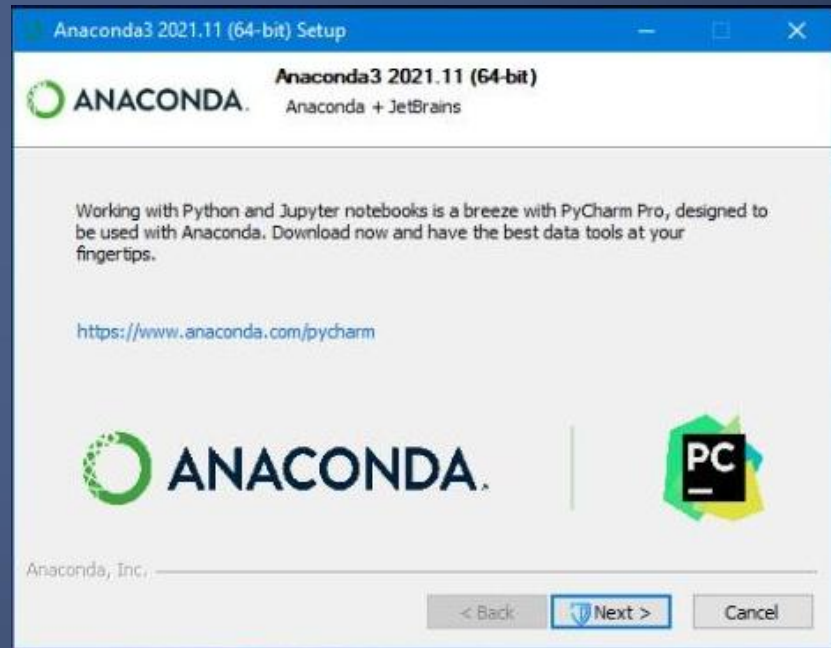 Anaconda3 2021.11 (64-bit) Setup
Anaconda3 2021.11 (64-bit)
ANACONDA.
Anaconda + JetBrains
Working with Python and Jupyter notebooks is a breeze with PyCharm Pro, designed to
be used with Anaconda. Download now and have the best data tools at your
fingertips.
https://www.anaconda.com/pycharm
ANACONDA.
PC
Anaconda, Inc.
< Back
Next >
Cancel